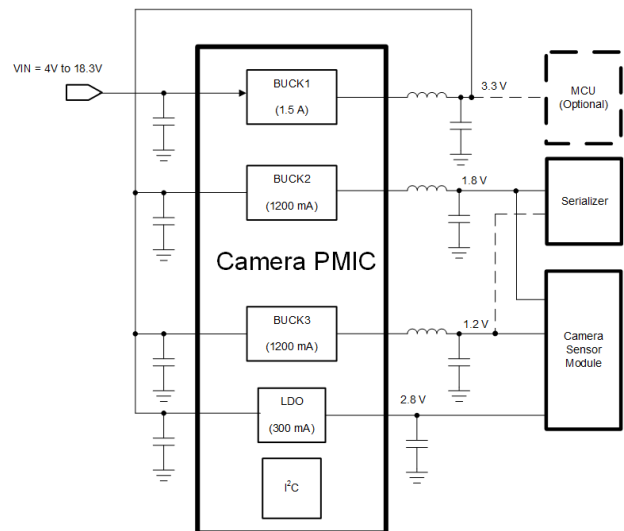 VIN = 4V to 18.3V
BUCK1
(1.5 A)
3.3 V
MCU
(Optional)
BUCK2
(1200 mA)
1.8 V
Serializer
Camera PMIC
BUCK3
(1200 mA)
1.2 V
Camera
Sensor
Module
LDO
(300 mA)
2.8 V
I²C